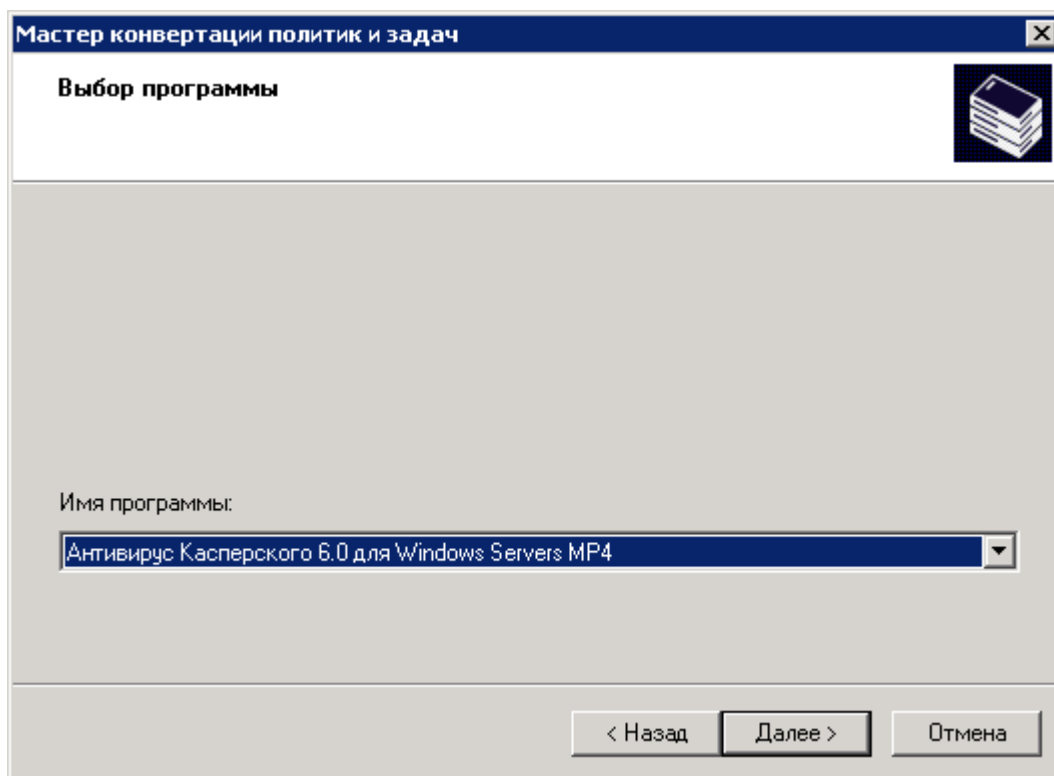 Мастер конвертации политик и задач
Выбор программы
Имя программы:
Антивирус Касперского 6.0 для Windows Servers MP4
< Назад
Далее >
Отмена